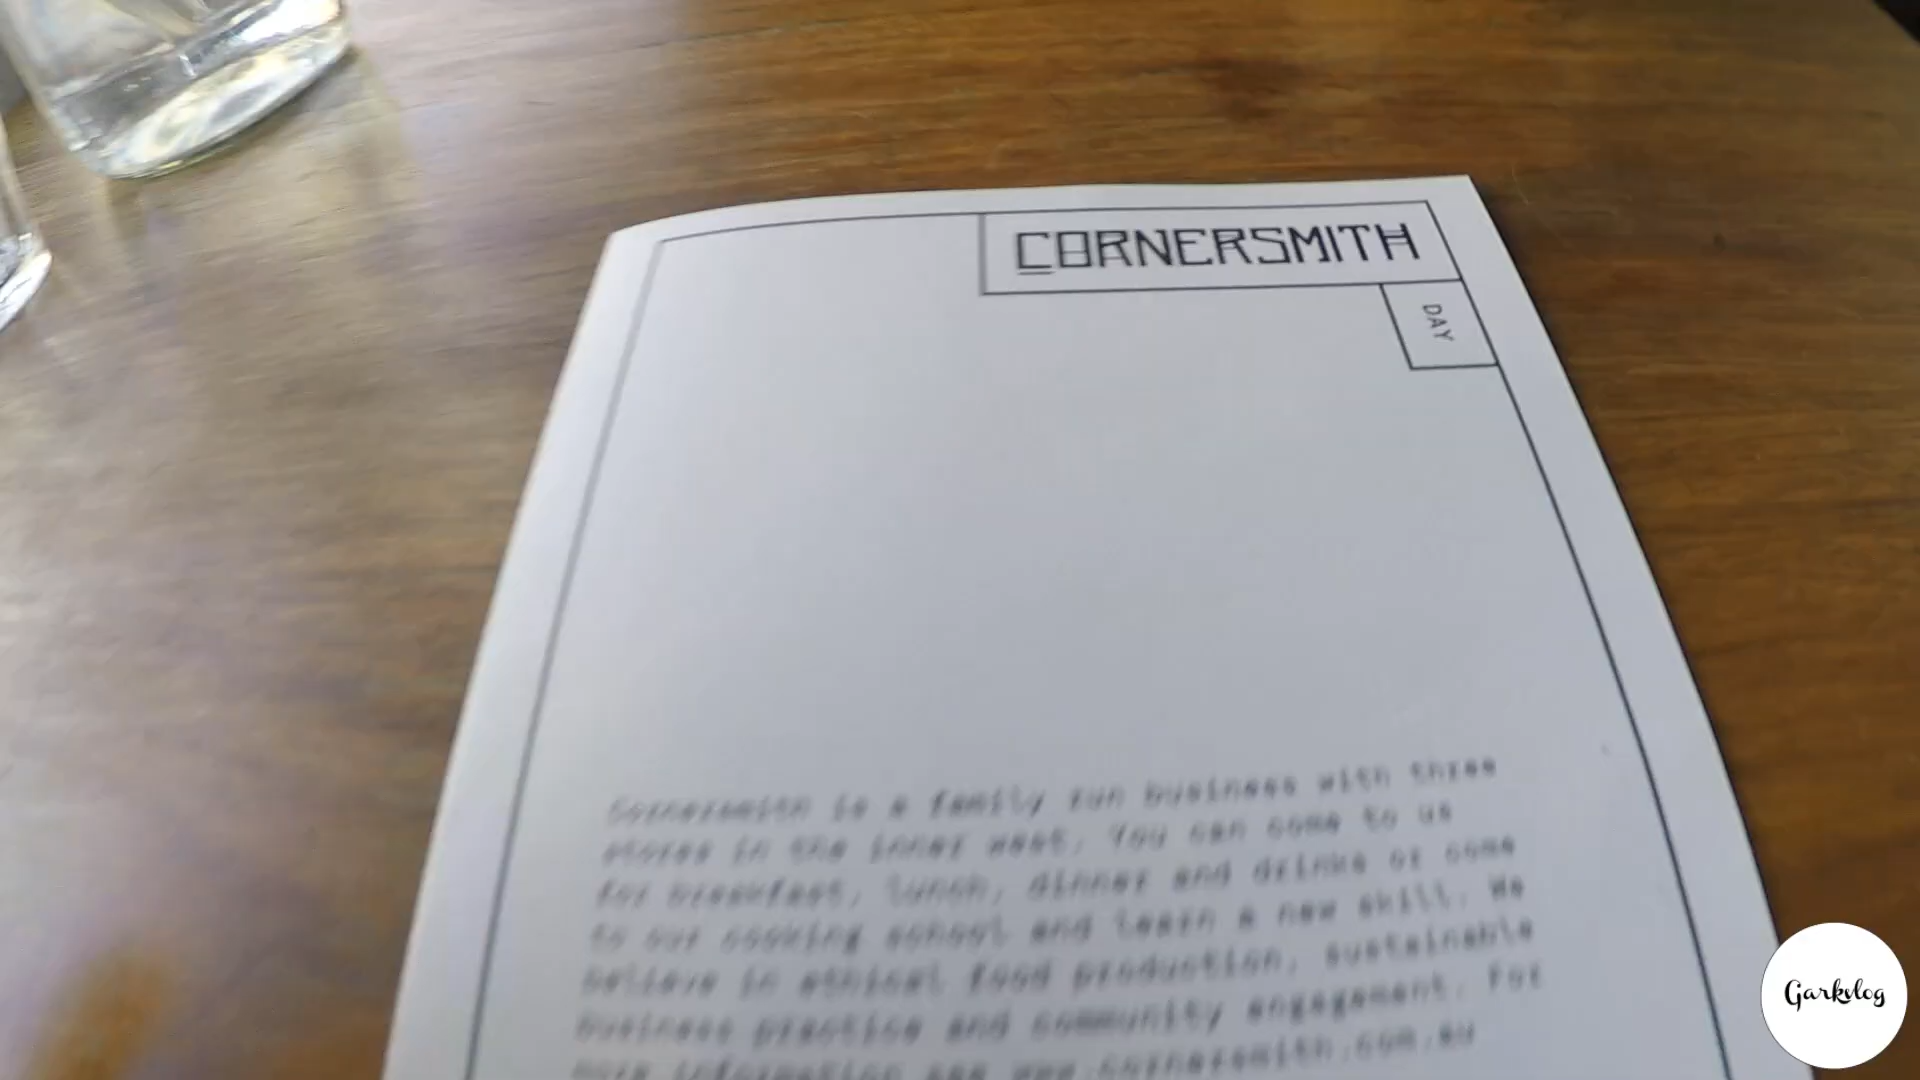 CORNERSMITH
DAY
Cornersmith is a family run business with three
stores in the inner west. You can come to us
for breakfast, lunch, dinner and drinks or come
to our cooking school and learn a new skill. We
believe in ethical food production, sustainable
business practice and community engagement. For
more information see www.cornersmith.com.au
Garkvlog